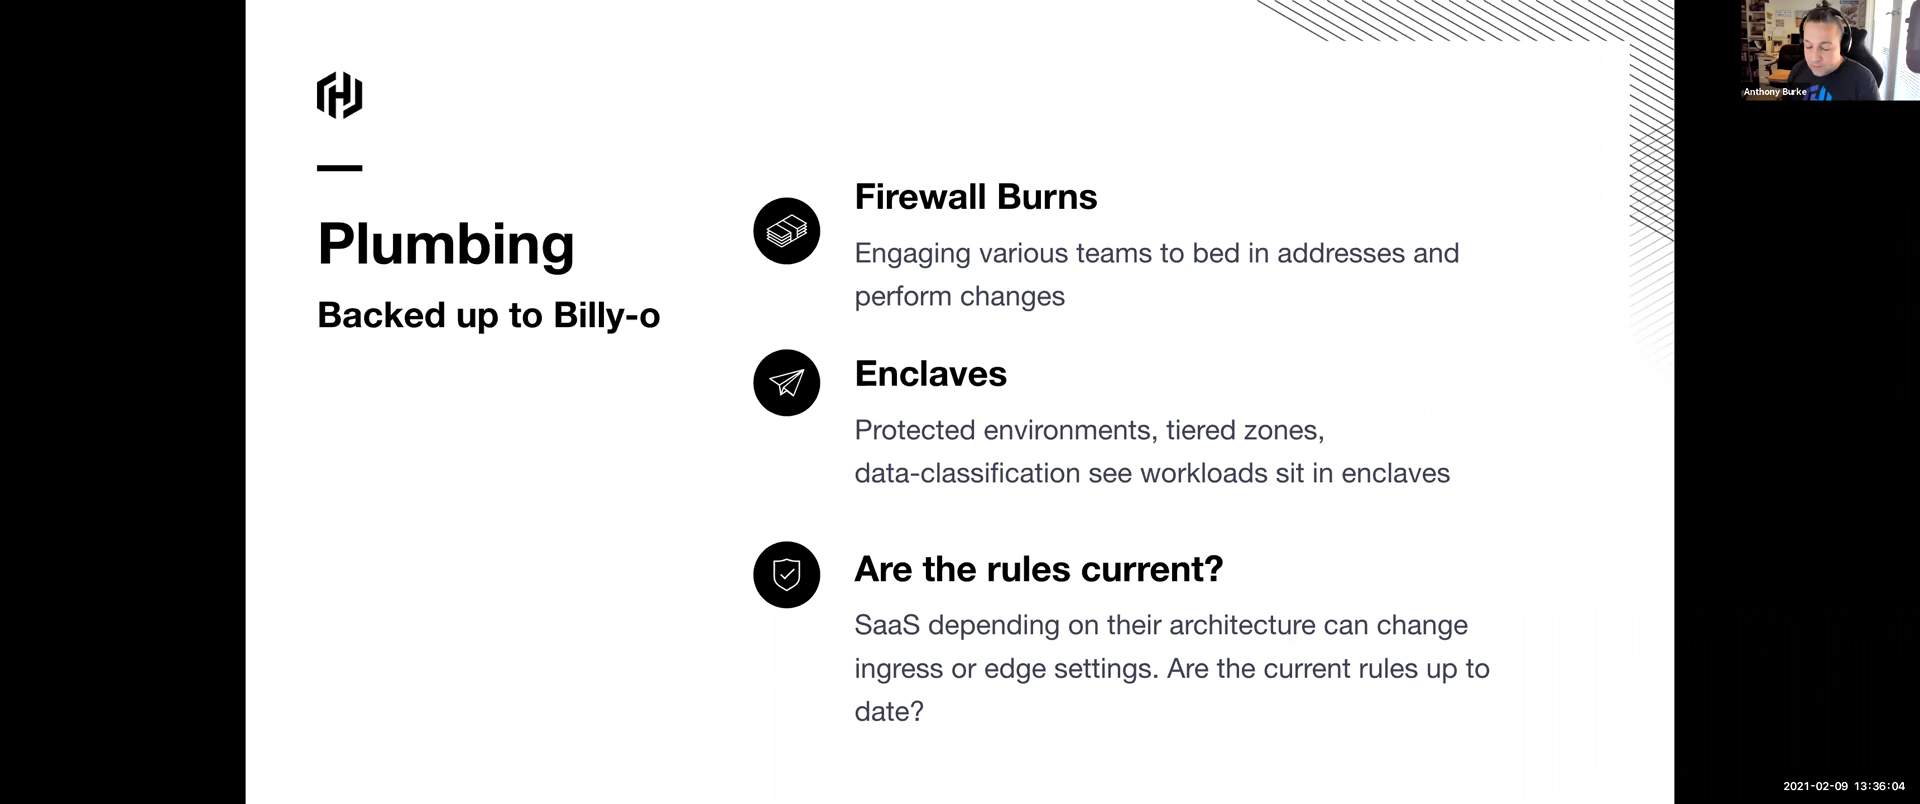 Plumbing
Backed up to Billy-o
Firewall Burns
Engaging various teams to bed in addresses and
perform changes
Enclaves
Protected environments, tiered zones,
data-classification see workloads sit in enclaves
Are the rules current?
SaaS depending on their architecture can change
ingress or edge settings. Are the current rules up to
date?
Anthony Burke
2021-02-09 13:36:04